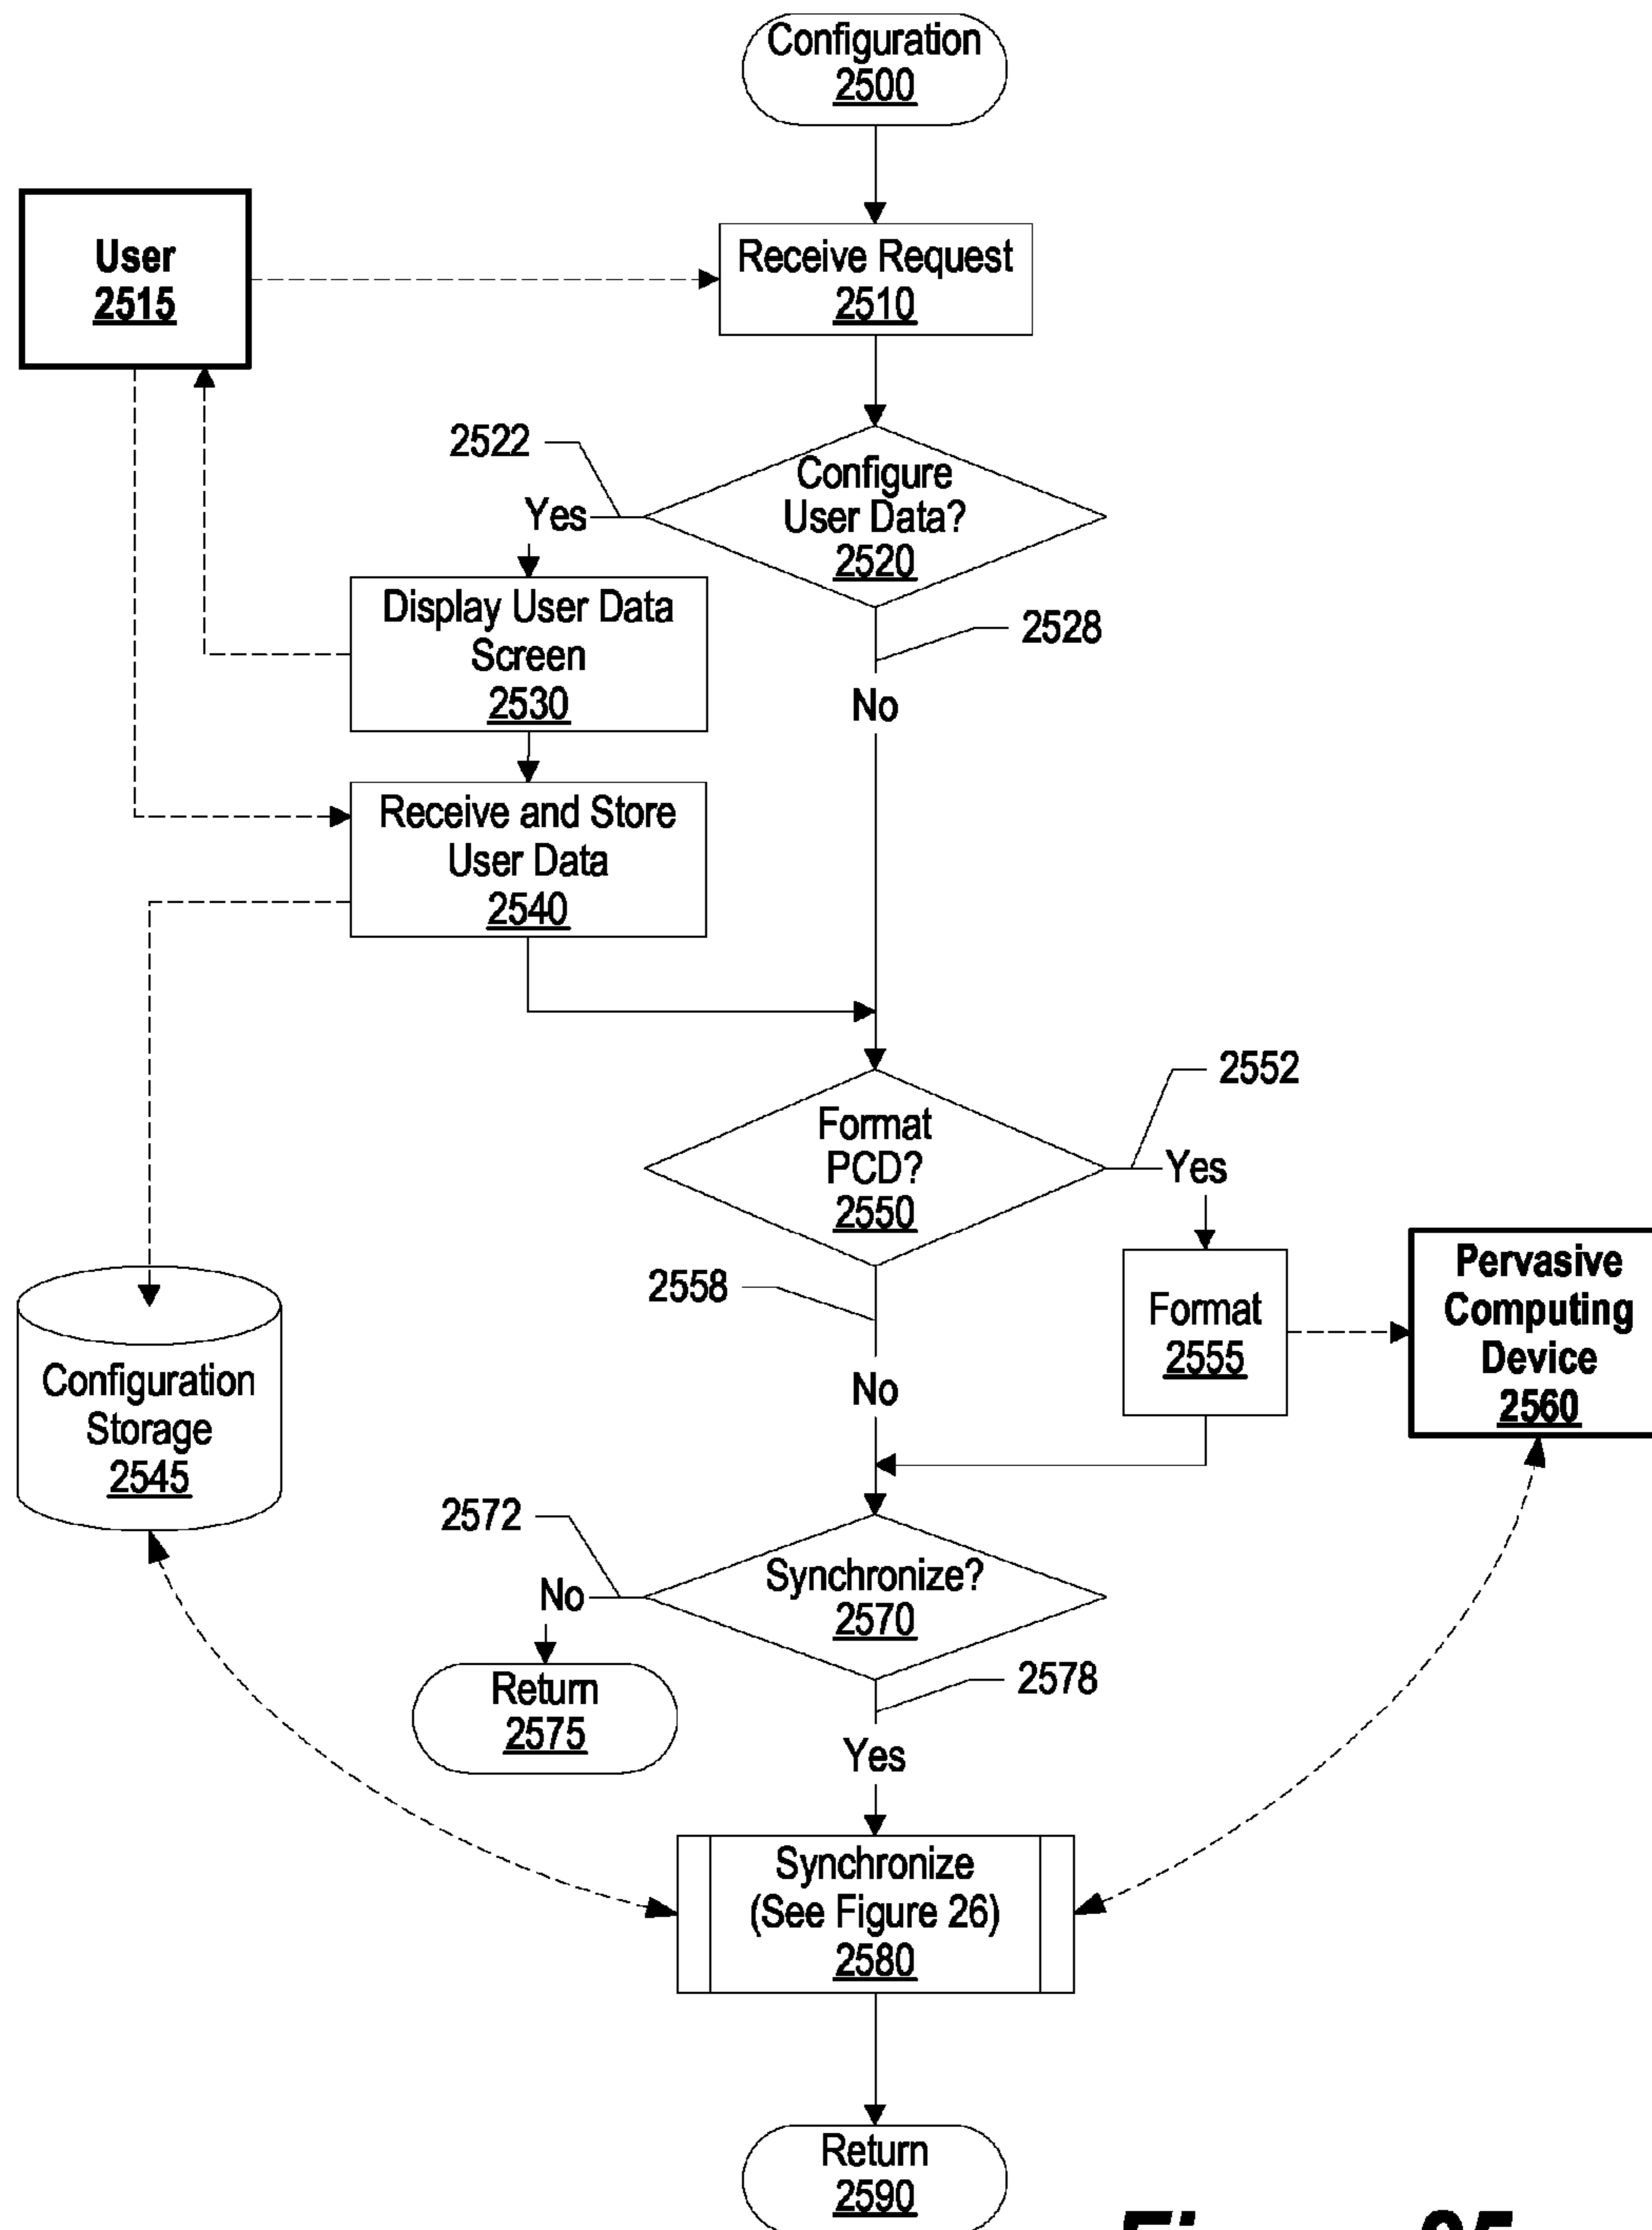 Configuration
2500
User
2515
Receive Request
2510
2522
Configure
User Data?
2520
Yes
Display User Data
Screen
2530
2528
No
Receive and Store
User Data
2540
2552
Format
PCD?
2550
Yes
2558
Format
2555
Pervasive
Computing
Device
2560
No
Configuration
Storage
2545
2572
Synchronize?
2570
No
2578
Return
2575
Yes
Synchronize
(See Figure 26)
2580
Return
2590